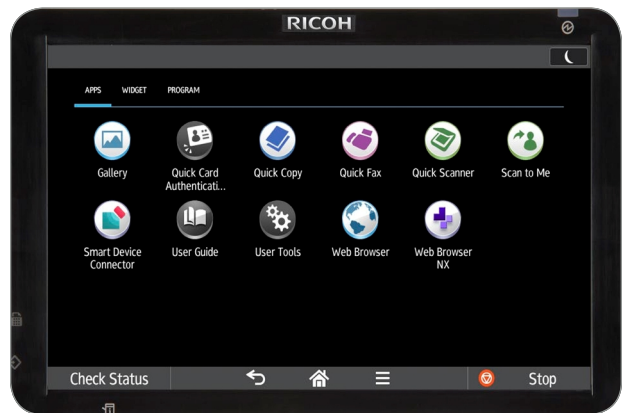 RICOH
APPS WIDGET PROGRAM
Gallery
Quick Card
Authenticati...
Quick Copy
Quick Fax
Quick Scanner
Scan to Me
Smart Device
Connector
User Guide
User Tools
Web Browser
Web Browser
NX
Check Status
Stop